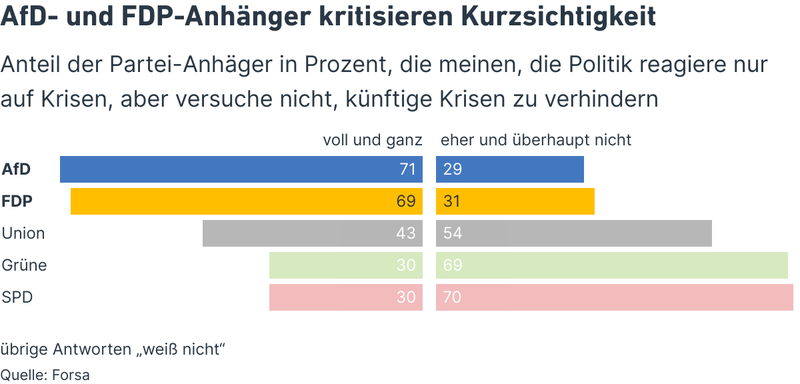 AfD- und FDP-Anhänger kritisieren Kurzsichtigkeit
Anteil der Partei-Anhäger in Prozent, die meinen, die Politik reagiere nur
auf Krisen, aber versuche nicht, künftige Krisen zu verhindern
voll und ganz eher und überhaupt nicht
AfD 71 29
FDP 69 31
Union 43 54
Grüne 30 69
SPD 30 70
übrige Antworten „weiß nicht“
Quelle: Forsa